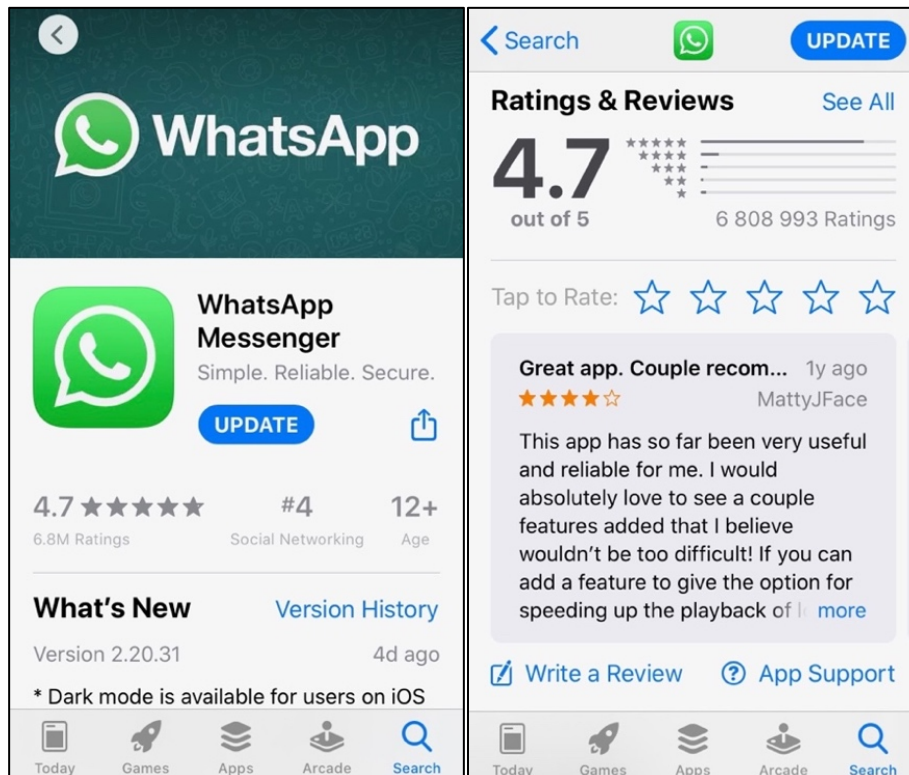 WhatsApp
WhatsApp
Messenger
Simple. Reliable. Secure.
UPDATE
4.7
#4
12+
6.8M Ratings
Social Networking
Age
What's New
Version History
Version 2.20.31
4d ago
* Dark mode is available for users on iOS
Today
Games
Apps
Arcade
Search
Search
UPDATE
Ratings & Reviews
See All
4.7
out of 5
6 808 993 Ratings
Tap to Rate:
Great app. Couple recom...
1y ago
MattyJFace
This app has so far been very useful
and reliable for me. I would
absolutely love to see a couple
features added that I believe
wouldn't be too difficult! If you can
add a feature to give the option for
speeding up the playback of
more
Write a Review
App Support
Today
Games
Apps
Arcade
Search